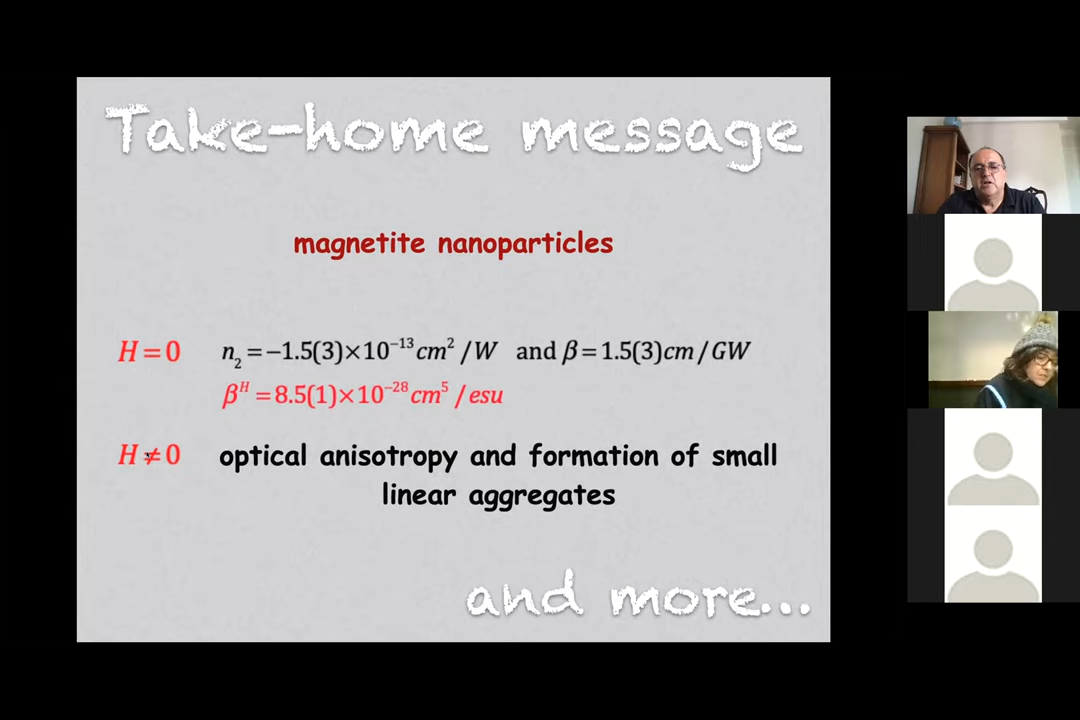 Take-home message
magnetite nanoparticles
H = 0 n₂ = −1.5(3)×10⁻¹³ cm² / W and β = 1.5(3)cm / GW
βᴴ = 8.5(1)×10⁻²⁸ cm⁵ / esu
H ≠ 0 optical anisotropy and formation of small
linear aggregates
and more...